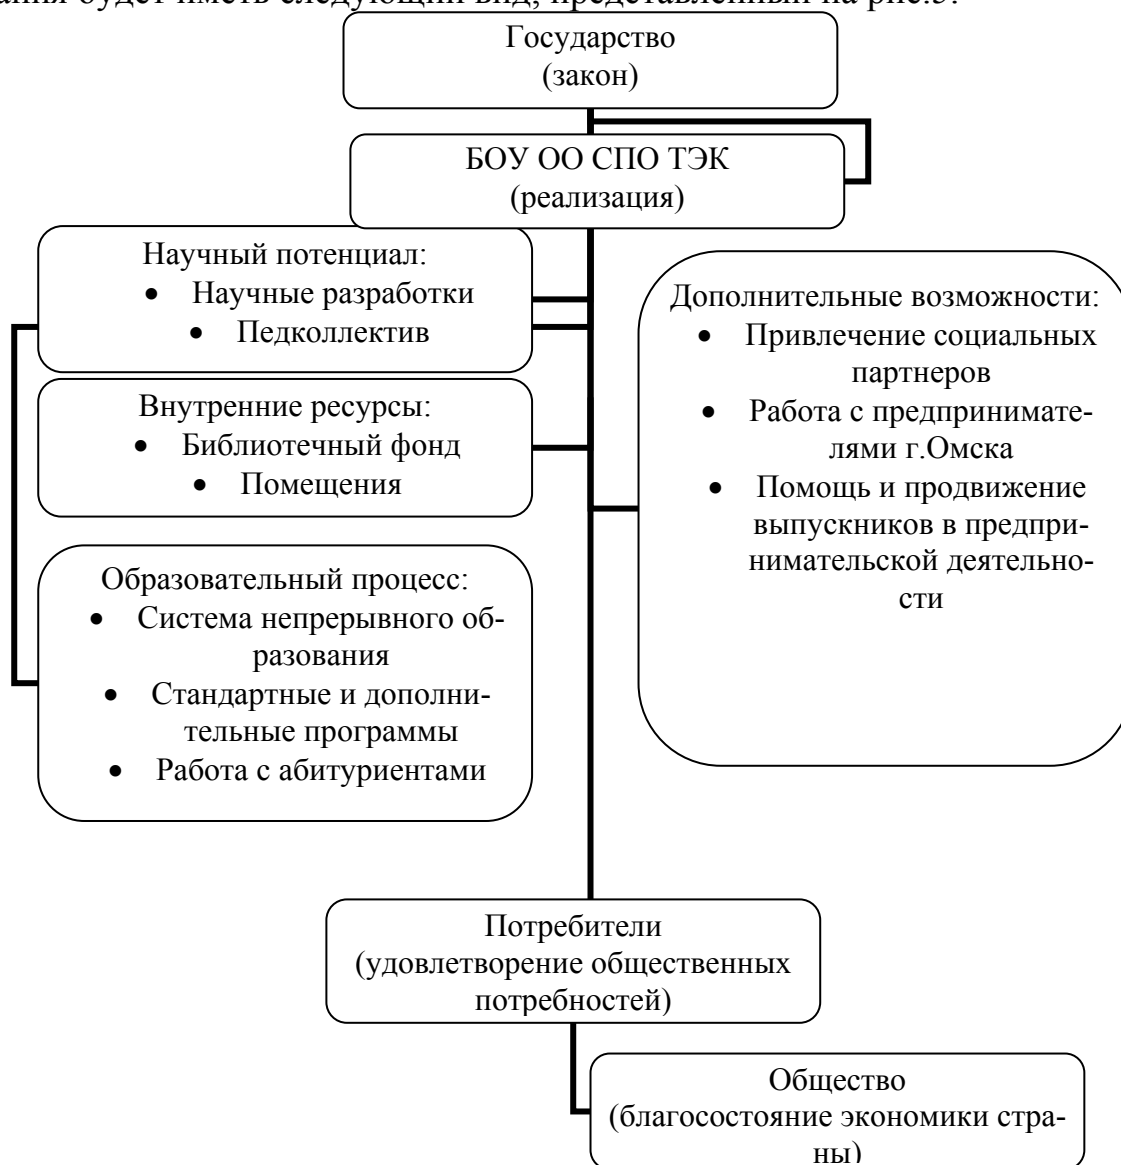 ания будет иметь следующий вид, представленный на рис.3.
Государство
(закон)
БОУ ОО СПО ТЭК
(реализация)
Научный потенциал:
• Научные разработки
• Педколлектив
Внутренние ресурсы:
• Библиотечный фонд
• Помещения
Образовательный процесс:
• Система непрерывного об-
разования
• Стандартные и дополни-
тельные программы
• Работа с абитуриентами
Дополнительные возможности:
• Привлечение социальных
партнеров
• Работа с предпринимате-
лями г.Омска
• Помощь и продвижение
выпускников в предпри-
нимательской деятельно-
сти
Потребители
(удовлетворение общественных
потребностей)
Общество
(благосостояние экономики стра-
ны)